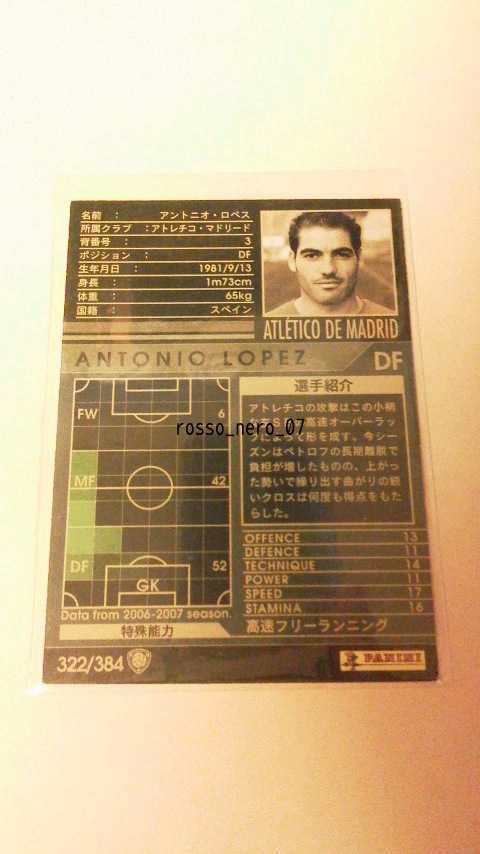 名前 : アントニオ・ロペス
所属クラブ : アトレチコ・マドリード
背番号 : 3
ポジション : DF
生年月日 : 1981/9/13
身長 : 1m73cm
体重 : 65kg
国籍 : スペイン
ATLÉTICO DE MADRID
ANTONIO LOPEZ DF
FW 6
MF 42
DF 52
GK
Data from 2006-2007 season.
選手紹介
アトレチコの攻撃はこの小柄
高速オーバーラッ
って形を成す。今シー
ズンはペトロフの長期離脱で
負担が増したものの、上がっ
た勢いで繰り出す曲がりの鋭
いクロスは何度も得点をもた
らした。
rosso_nero_07
OFFENCE 13
DEFENCE 11
TECHNIQUE 14
POWER 11
SPEED 17
STAMINA 16
特殊能力 高速フリーランニング
322/384
PANINI